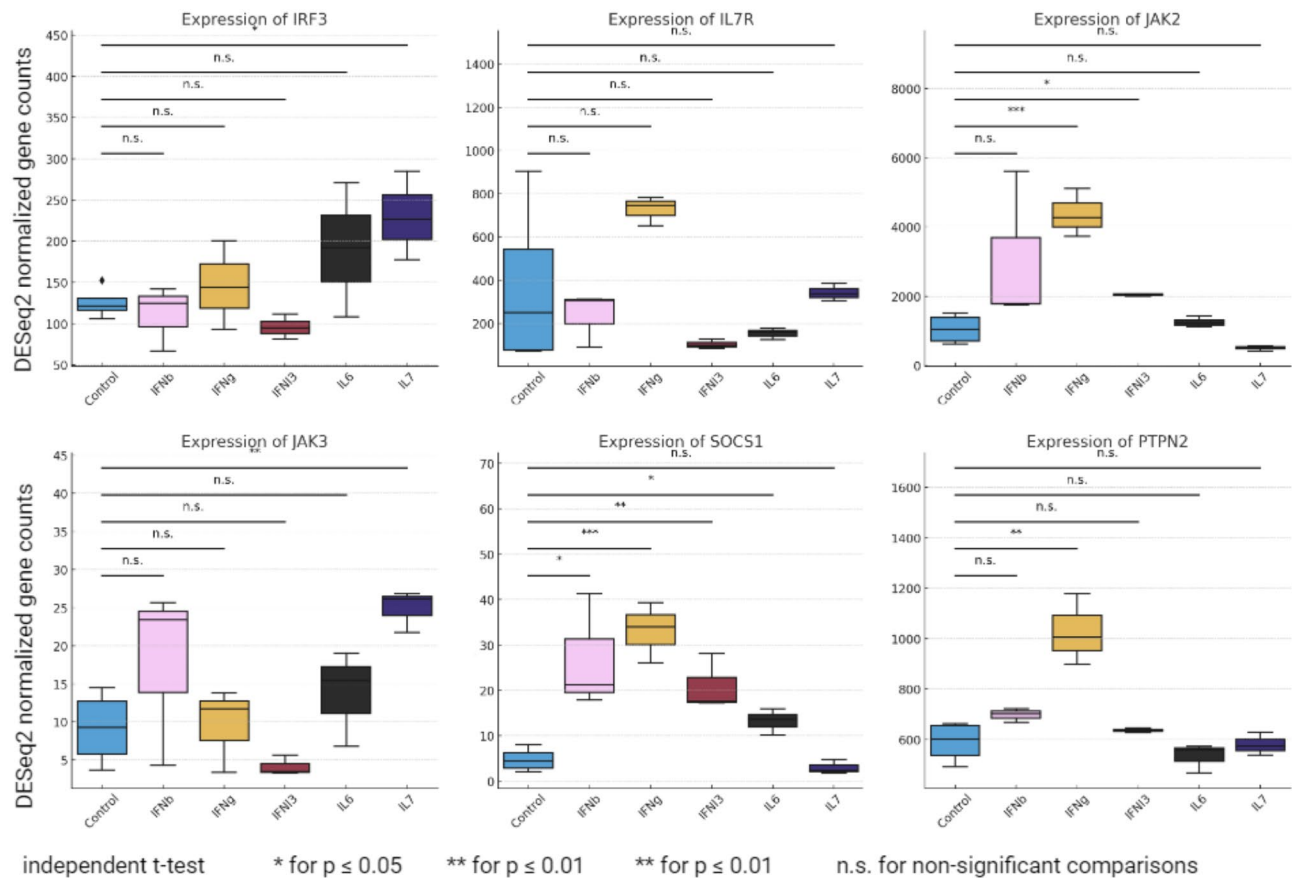 Expression of IRF3
*
n.s.
n.s.
n.s.
n.s.
450
400
350
300
250
200
150
100
50
DESeq2 normalized gene counts
Control
IFNb
IFNg
IFNl3
IL6
IL7
Expression of IL7R
n.s.
n.s.
n.s.
n.s.
n.s.
1400
1200
1000
800
600
400
200
Control
IFNb
IFNg
IFNl3
IL6
IL7
Expression of JAK2
n.s.
n.s.
*
***
n.s.
8000
6000
4000
2000
0
Control
IFNb
IFNg
IFNl3
IL6
IL7
Expression of JAK3
**
n.s.
n.s.
n.s.
n.s.
45
40
35
30
25
20
15
10
5
DESeq2 normalized gene counts
Control
IFNb
IFNg
IFNl3
IL6
IL7
Expression of SOCS1
n.s.
*
**
***
*
70
60
50
40
30
20
10
0
Control
IFNb
IFNg
IFNl3
IL6
IL7
Expression of PTPN2
n.s.
n.s.
n.s.
**
n.s.
1600
1400
1200
1000
800
600
Control
IFNb
IFNg
IFNl3
IL6
IL7
independent t-test * for p ≤ 0.05 ** for p ≤ 0.01 ** for p ≤ 0.01 n.s. for non-significant comparisons